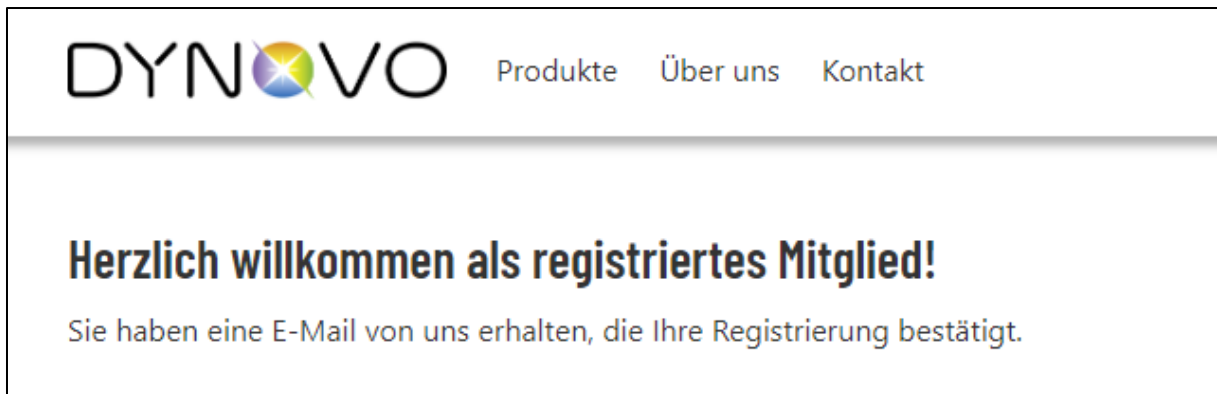 DYNOVO Produkte Über uns Kontakt
Herzlich willkommen als registriertes Mitglied!
Sie haben eine E-Mail von uns erhalten, die Ihre Registrierung bestätigt.